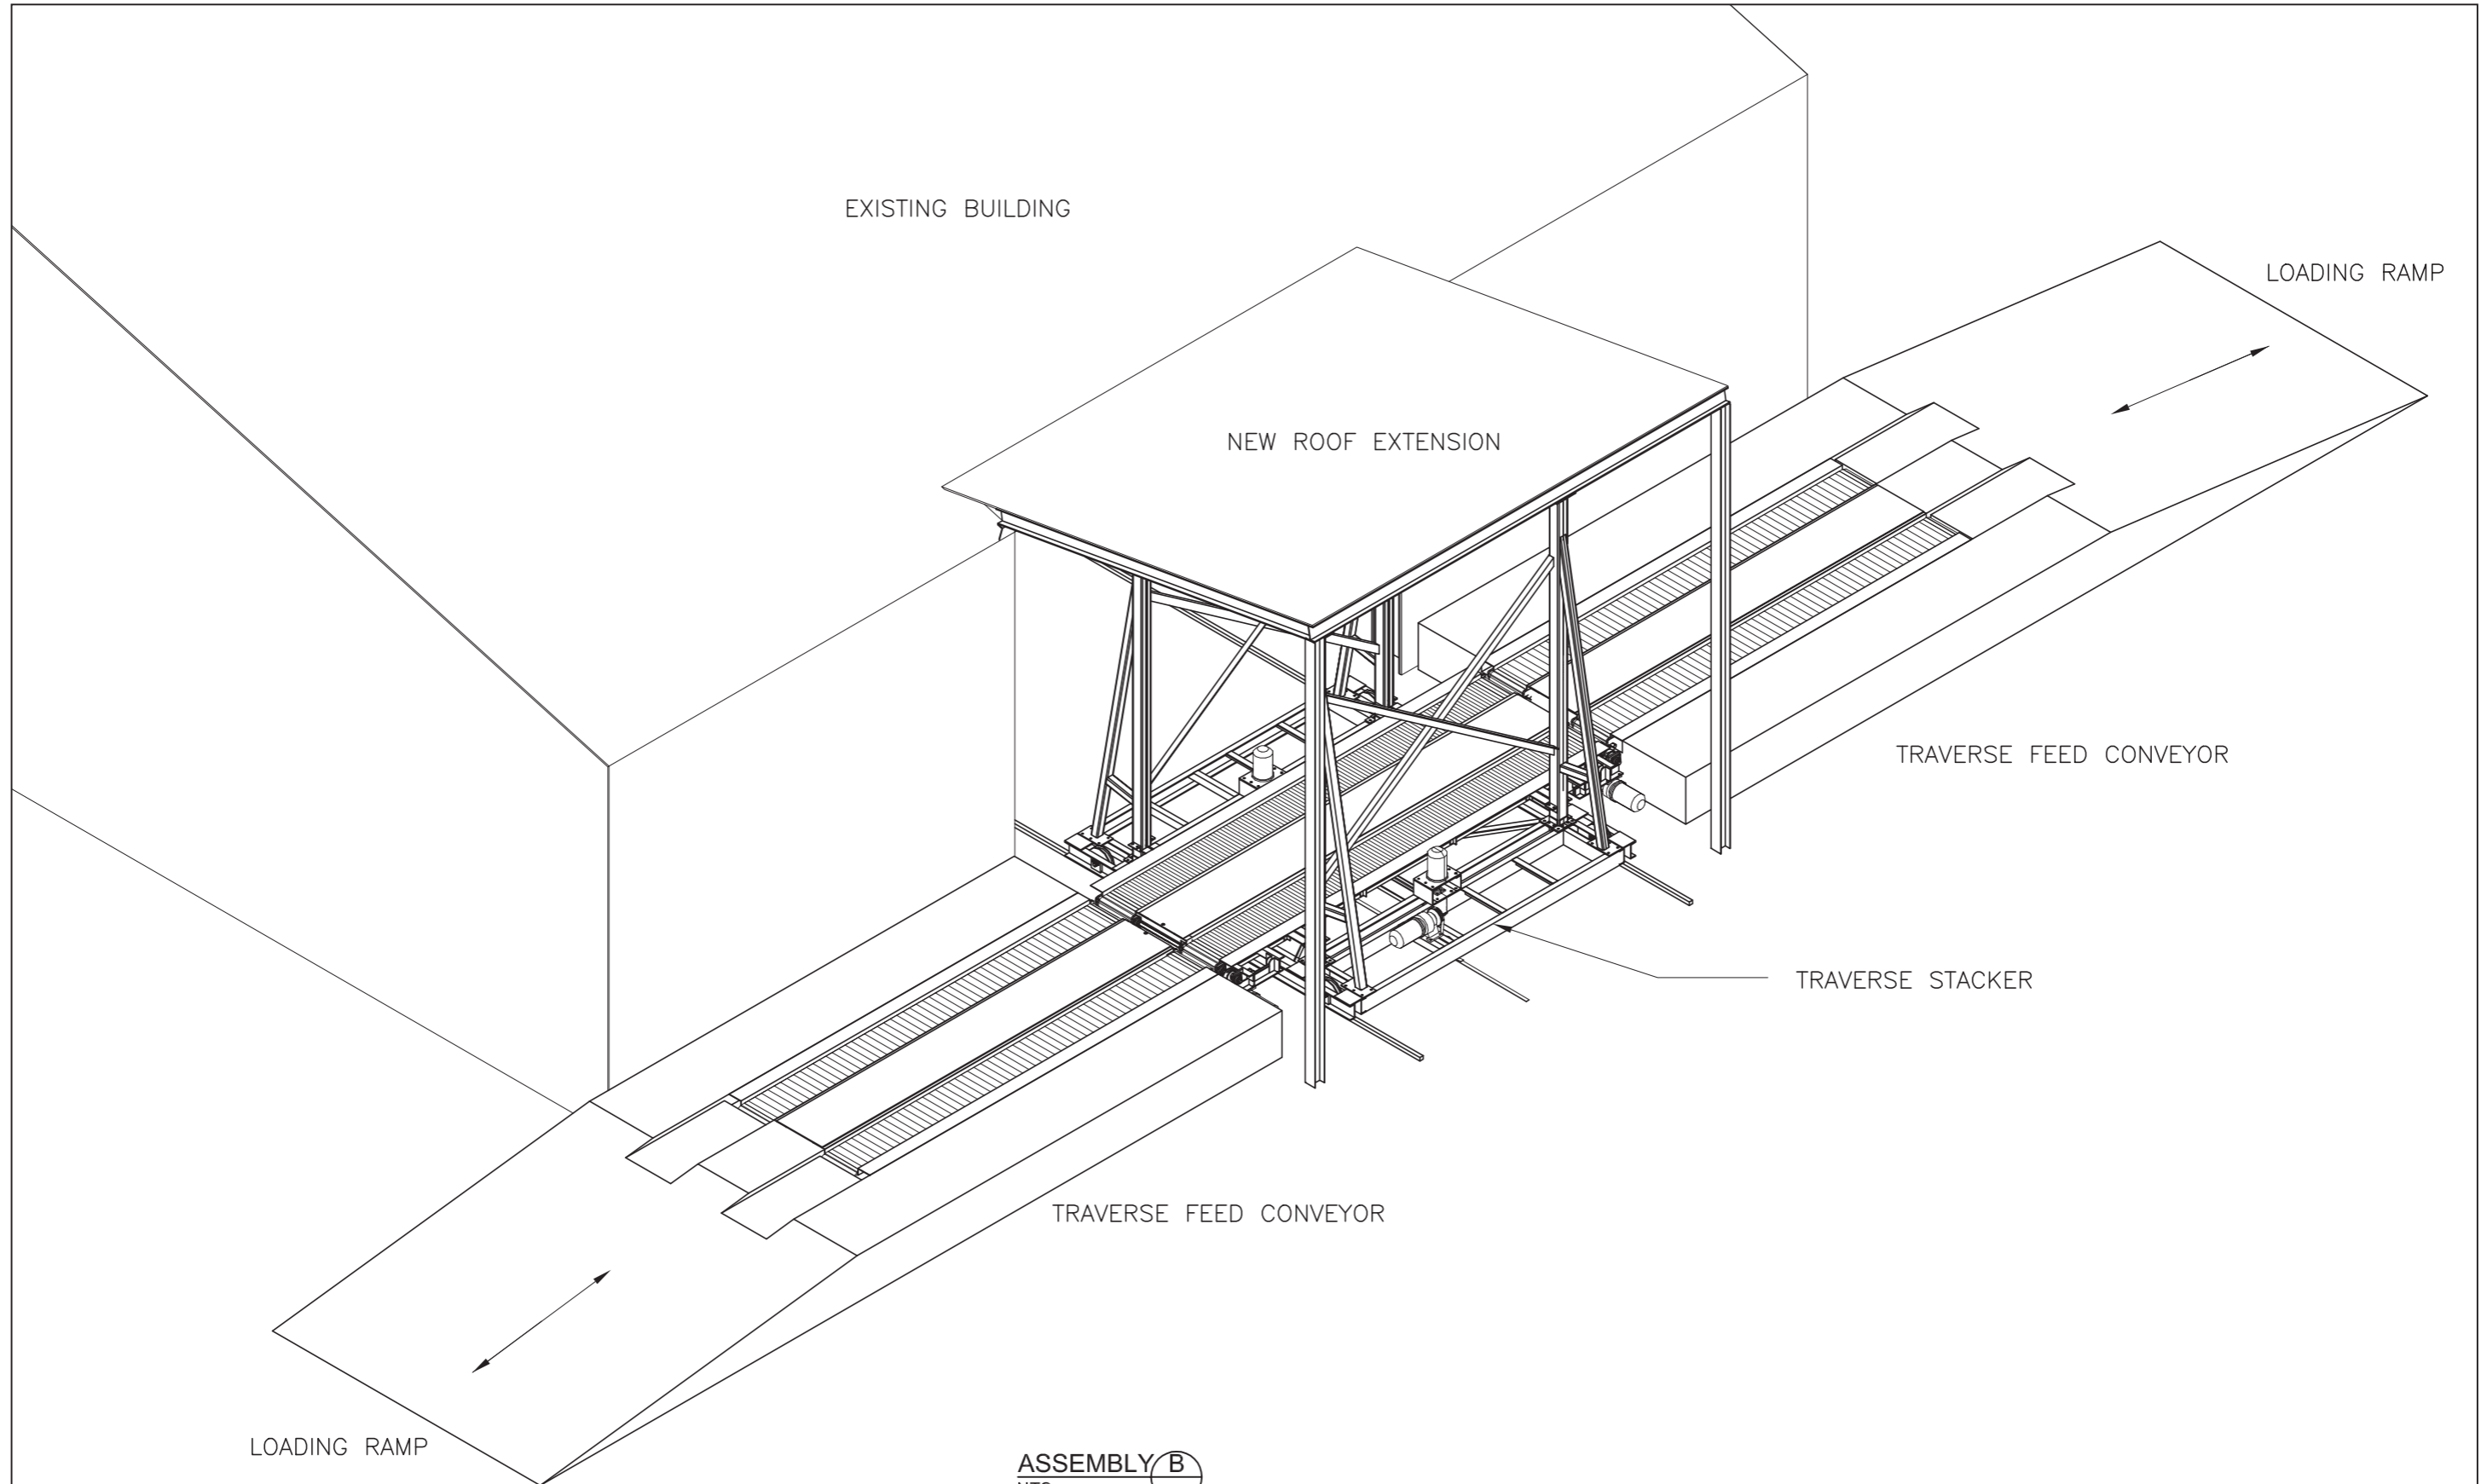 EXISTING BUILDING
LOADING RAMP
NEW ROOF EXTENSION
TRAVERSE FEED CONVEYOR
TRAVERSE STACKER
TRAVERSE FEED CONVEYOR
LOADING RAMP
ASSEMBLY B